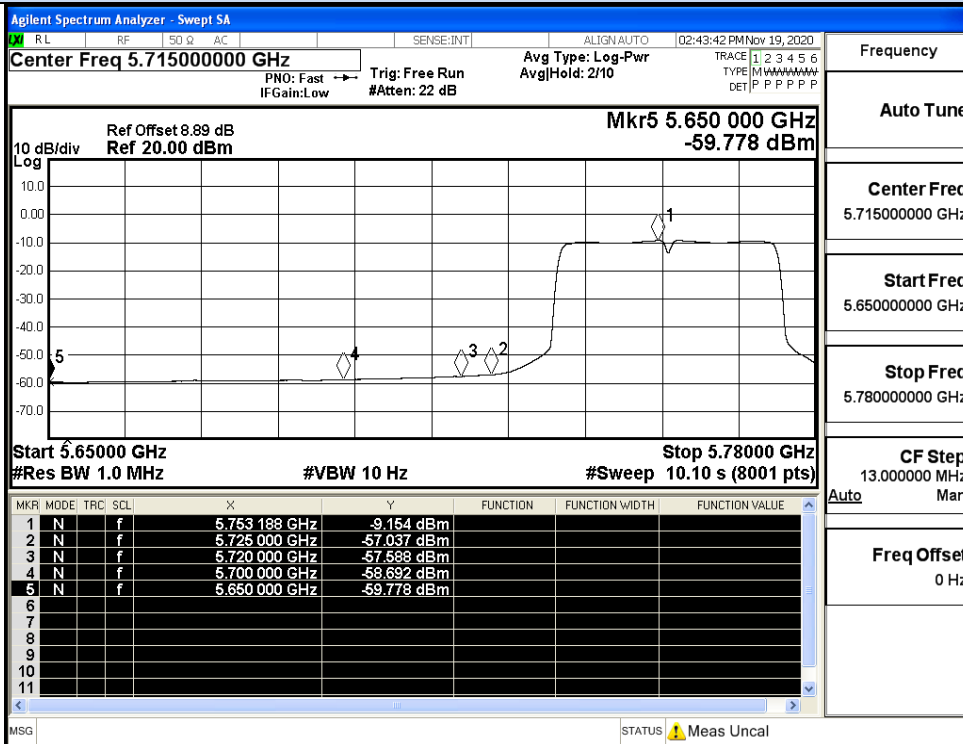 Agilent Spectrum Analyzer - Swept SA
LXI RL RF 50 Ω AC SENSE:INT ALIGN AUTO 02:43:42 PM Nov 19, 2020
Center Freq 5.715000000 GHz
PNO: Fast
IFGain:Low
Trig: Free Run
#Atten: 22 dB
Avg Type: Log-Pwr
Avg|Hold: 2/10
TRACE 1 2 3 4 5 6
TYPE M W W W W W
DET P P P P P P
Ref Offset 8.89 dB
10 dB/div Ref 20.00 dBm
Log
Mkr5 5.650 000 GHz
-59.778 dBm
10.0
0.00
-10.0
-20.0
-30.0
-40.0
-50.0
-60.0
-70.0
1
5
4
3
2
Start 5.65000 GHz Stop 5.78000 GHz
#Res BW 1.0 MHz #VBW 10 Hz #Sweep 10.10 s (8001 pts)
MKR MODE TRC SCL X Y FUNCTION FUNCTION WIDTH FUNCTION VALUE
1 N f 5.753 188 GHz -9.154 dBm
2 N f 5.725 000 GHz -57.037 dBm
3 N f 5.720 000 GHz -57.588 dBm
4 N f 5.700 000 GHz -58.692 dBm
5 N f 5.650 000 GHz -59.778 dBm
6
7
8
9
10
11
MSG STATUS Meas Uncal
Frequency
Auto Tune
Center Freq
5.715000000 GHz
Start Freq
5.650000000 GHz
Stop Freq
5.780000000 GHz
CF Step
13.000000 MHz
Auto Man
Freq Offset
0 Hz